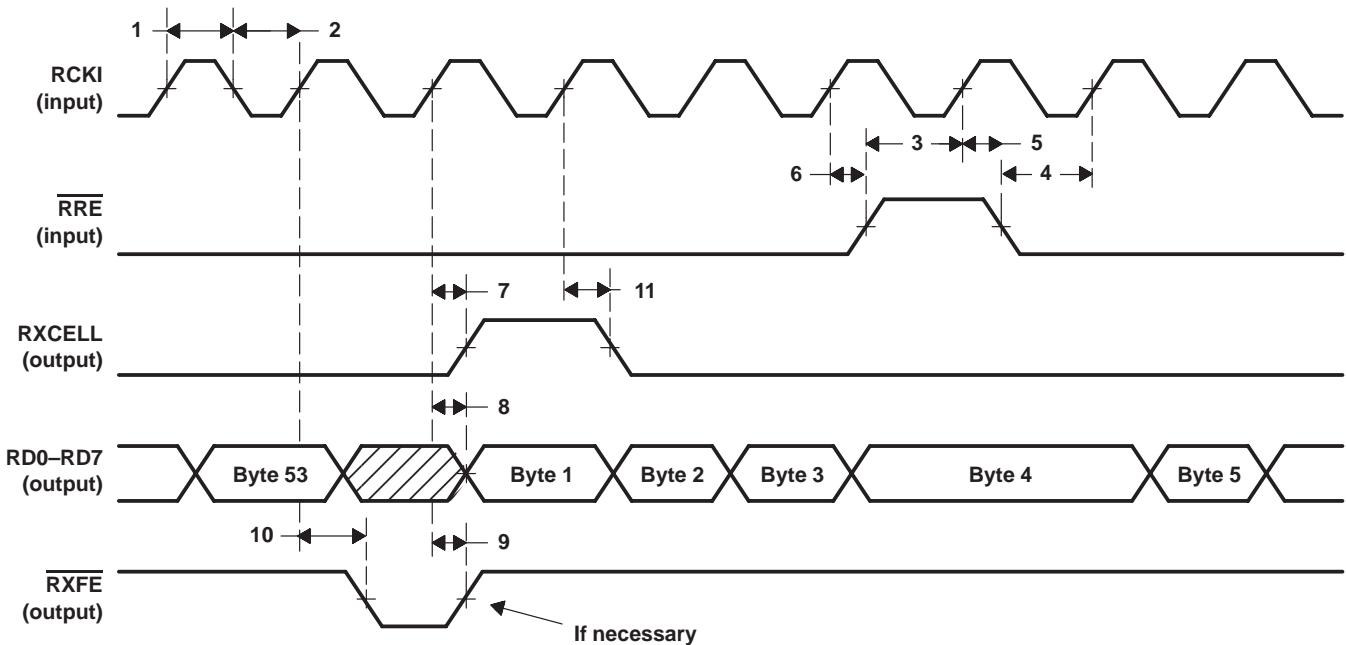 1
2
RCKI
(input)
3
5
6
4
RRE
(input)
7
11
RXCELL
(output)
8
RD0–RD7
(output)
Byte 53
Byte 1
Byte 2
Byte 3
Byte 4
Byte 5
10
9
RXFE
(output)
If necessary